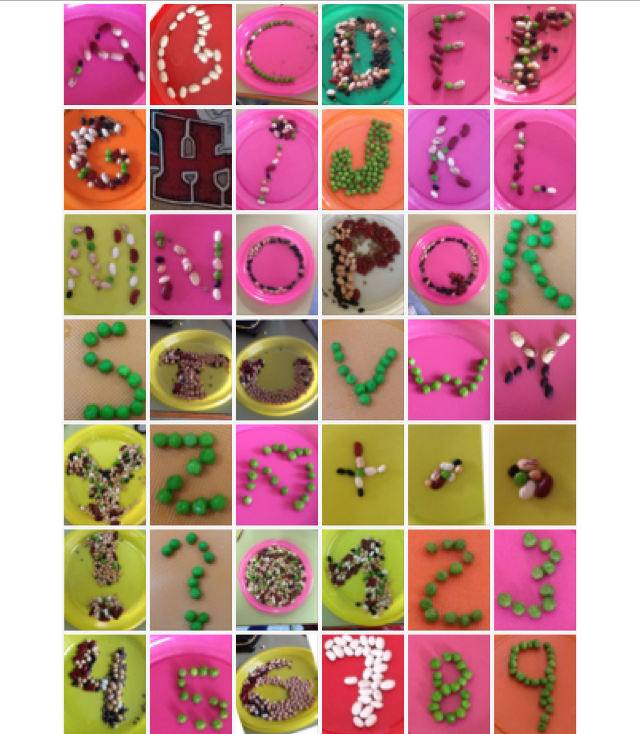 A B C D E F
G H I J K L
M N O P Q R
S T U V W X
Y Z Ñ + - .
! ? 1 2 3
4 5 6 7 8 9